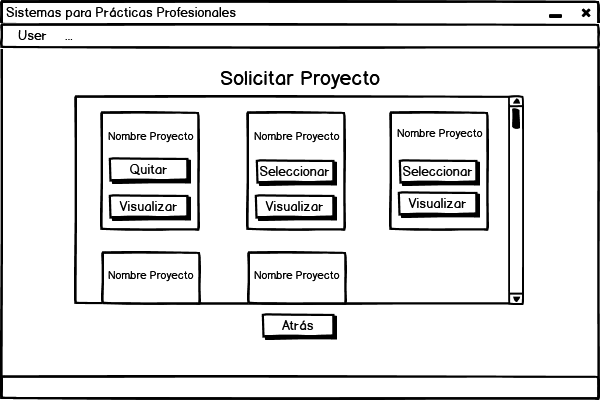 Sistemas para Prácticas Profesionales
User ...
Solicitar Proyecto
Nombre Proyecto Nombre Proyecto Nombre Proyecto
Quitar Seleccionar Seleccionar
Visualizar Visualizar Visualizar
Nombre Proyecto Nombre Proyecto
Atrás